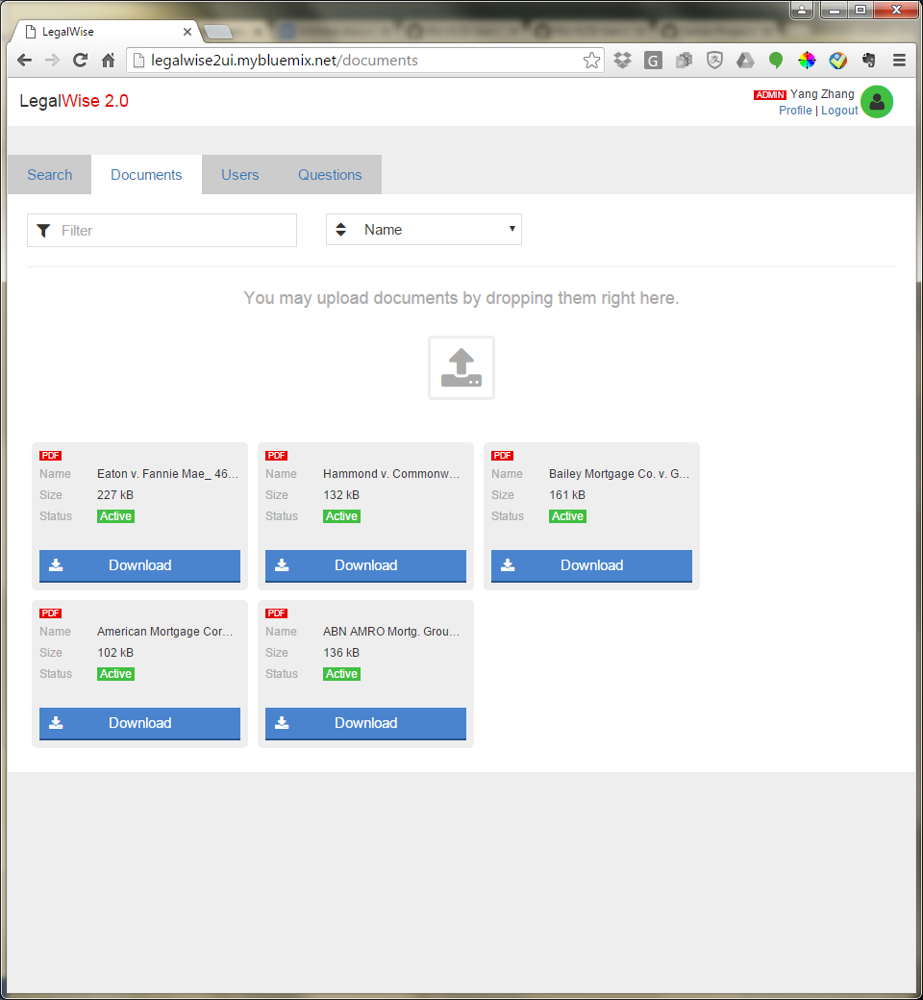 LegalWise
legalwise2ui.mybluemix.net/documents
LegalWise 2.0
ADMIN Yang Zhang
Profile | Logout
Search Documents Users Questions
Filter Name
You may upload documents by dropping them right here.
PDF PDF PDF
Name Eaton v. Fannie Mae_ 46... Name Hammond v. Commonw... Name Bailey Mortgage Co. v. G...
Size 227 kB Size 132 kB Size 161 kB
Status Active Status Active Status Active
Download Download Download
PDF PDF
Name American Mortgage Cor... Name ABN AMRO Mortg. Grou...
Size 102 kB Size 136 kB
Status Active Status Active
Download Download